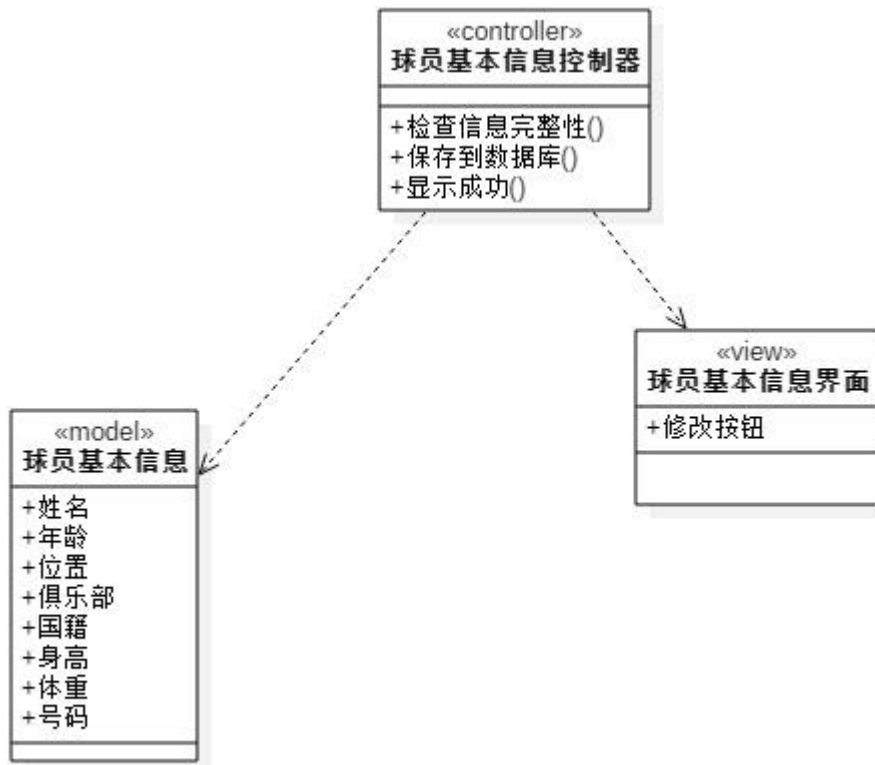 «controller»
球员基本信息控制器
+检查信息完整性()
+保存到数据库()
+显示成功()
«view»
球员基本信息界面
+修改按钮
«model»
球员基本信息
+姓名
+年龄
+位置
+俱乐部
+国籍
+身高
+体重
+号码